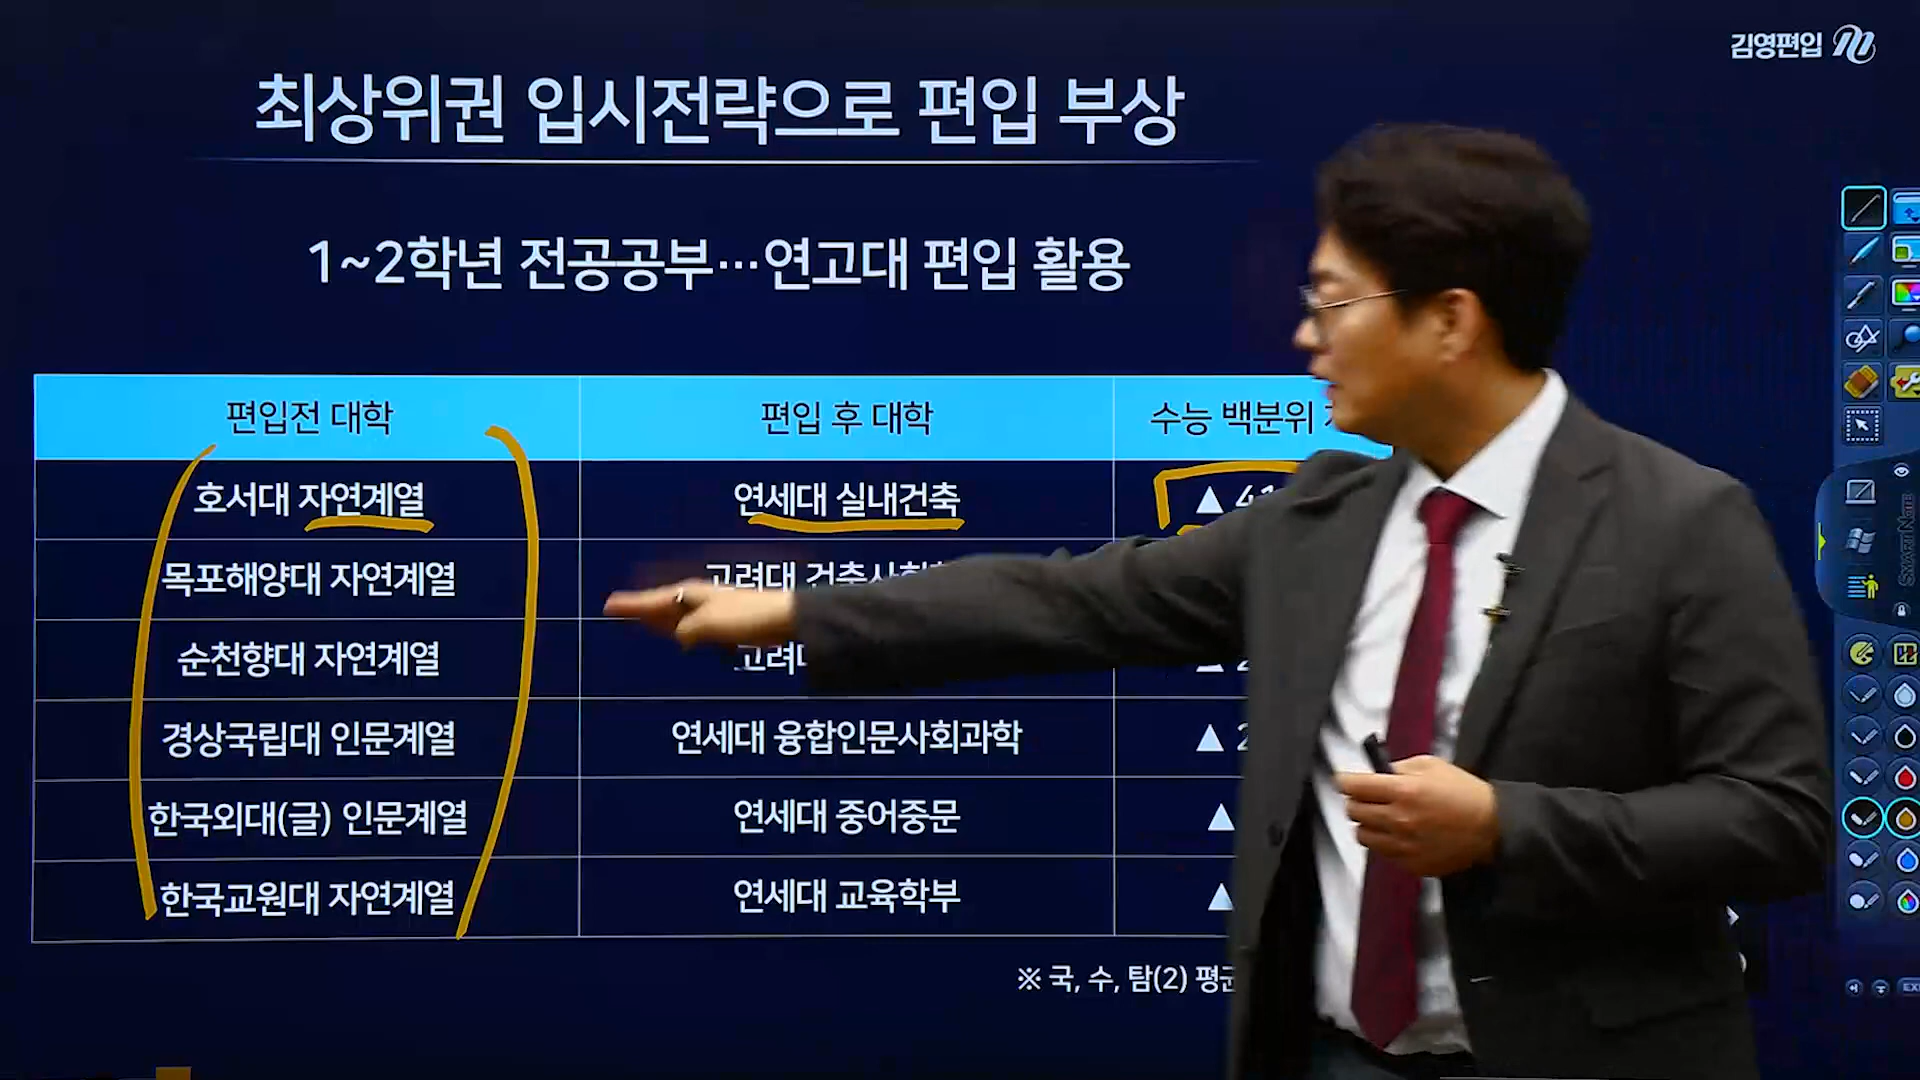 김영편입
최상위권 입시전략으로 편입 부상
1~2학년 전공공부…연고대 편입 활용
편입전 대학 편입 후 대학 수능 백분위
호서대 자연계열 연세대 실내건축 ▲
목포해양대 자연계열 고려대
순천향대 자연계열
경상국립대 인문계열 연세대 융합인문사회과학 ▲ 2
한국외대(글) 인문계열 연세대 중어중문 ▲
한국교원대 자연계열 연세대 교육학부 ▲
※ 국, 수, 탐(2) 평균
SMART NOTE